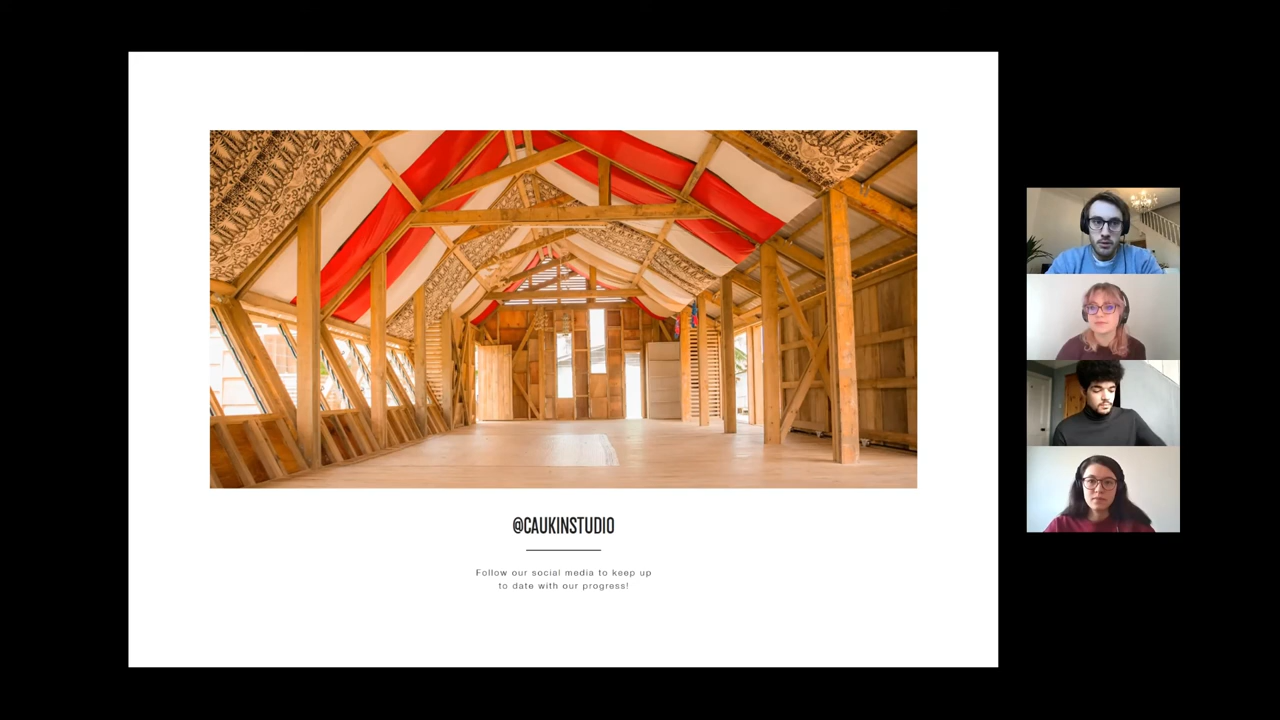 @CAUKINSTUDIO
Follow our social media to keep up
to date with our progress!